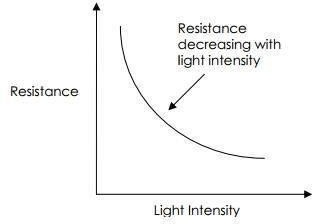 Resistance
decreasing with
light intensity
Resistance
Light Intensity